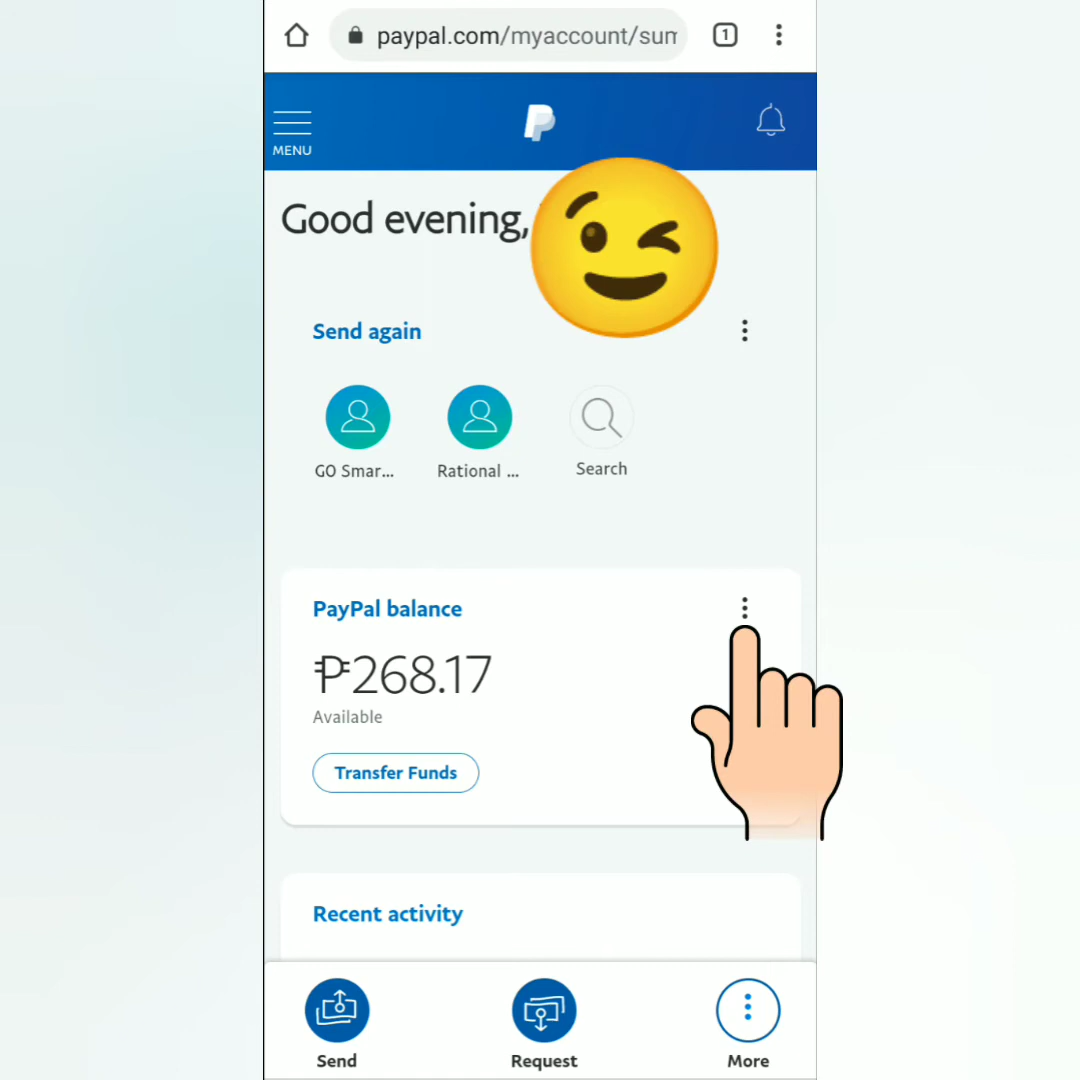 paypal.com/myaccount/sum
1
MENU
Good evening,
Send again
GO Smar...
Rational ...
Search
PayPal balance
₱268.17
Available
Transfer Funds
Recent activity
Send
Request
More